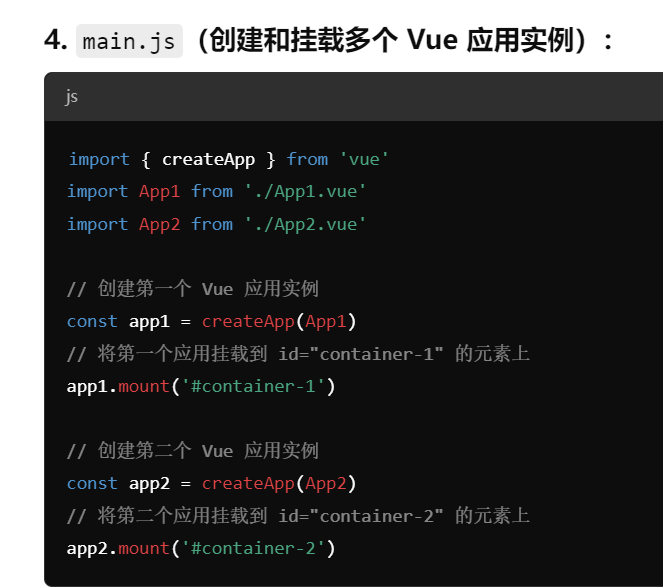 4. main.js（创建和挂载多个 Vue 应用实例）:
js
import { createApp } from 'vue'
import App1 from './App1.vue'
import App2 from './App2.vue'
// 创建第一个 Vue 应用实例
const app1 = createApp(App1)
// 将第一个应用挂载到 id="container-1" 的元素上
app1.mount('#container-1')
// 创建第二个 Vue 应用实例
const app2 = createApp(App2)
// 将第二个应用挂载到 id="container-2" 的元素上
app2.mount('#container-2')